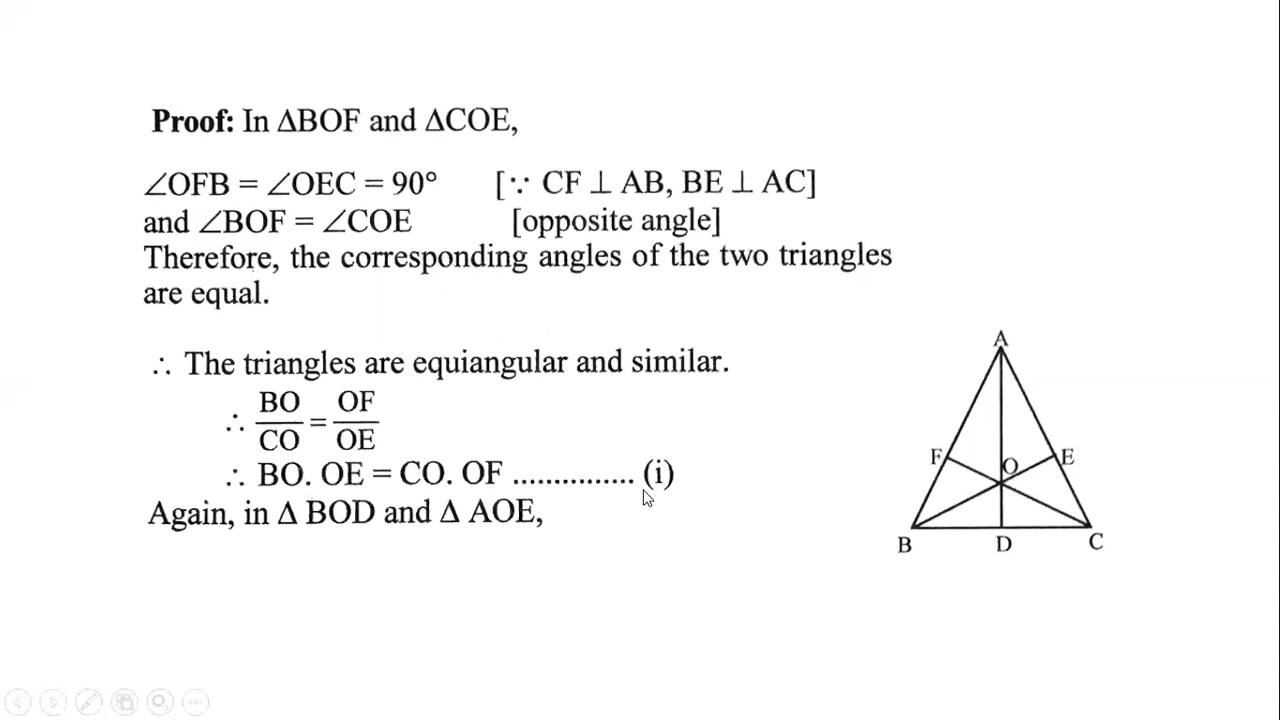 Proof: In ΔBOF and ΔCOE,
∠OFB = ∠OEC = 90° [∵ CF ⊥ AB, BE ⊥ AC]
and ∠BOF = ∠COE [opposite angle]
Therefore, the corresponding angles of the two triangles
are equal.
∴ The triangles are equiangular and similar.
∴ BO/CO = OF/OE
∴ BO. OE = CO. OF ............... (i)
Again, in Δ BOD and Δ AOE,
A
F
O
E
B
D
C